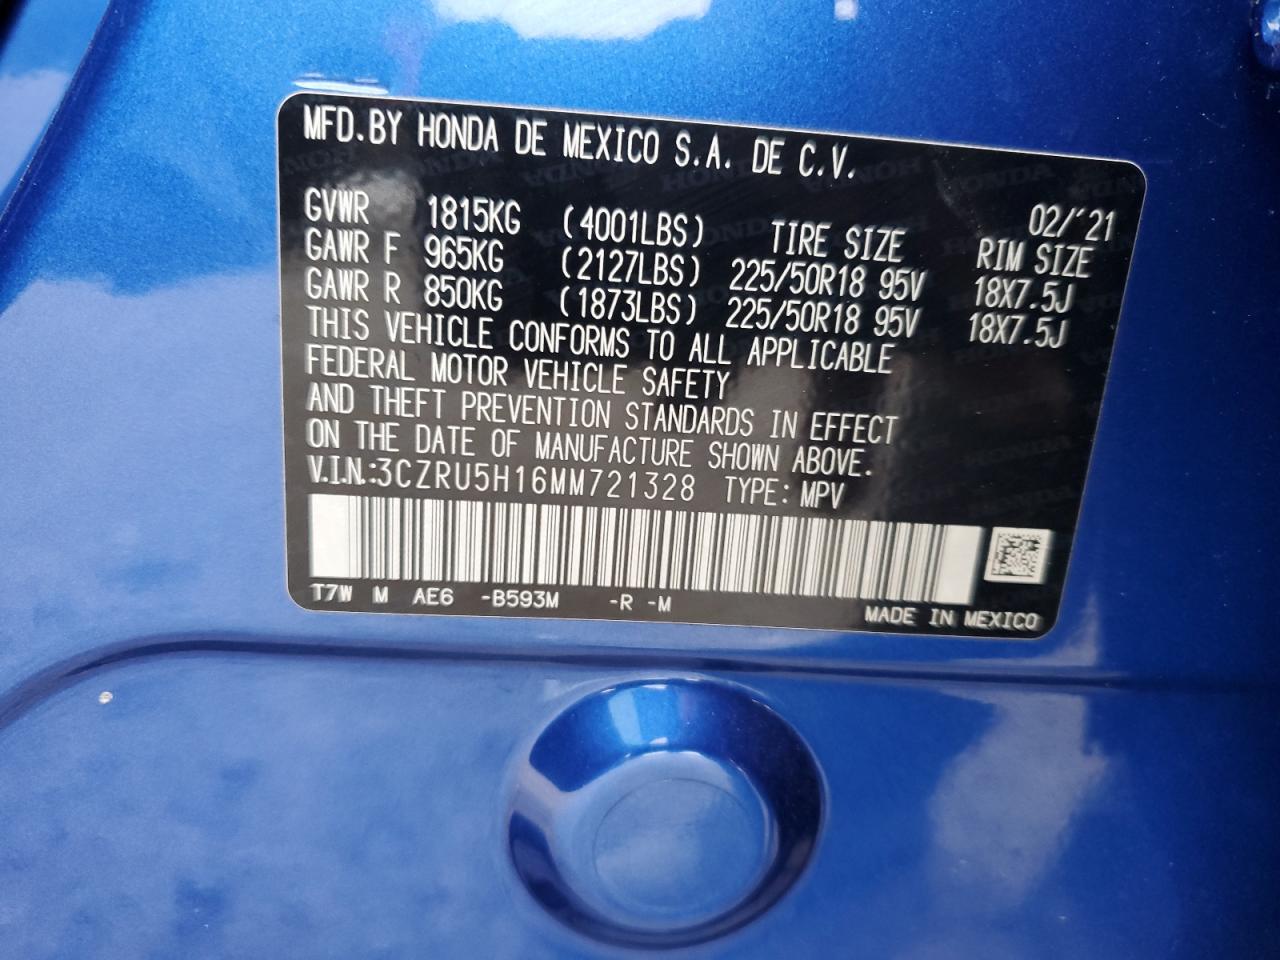 MFD.BY HONDA DE MEXICO S.A. DE C.V.
02/'21
GVWR 1815KG (4001LBS) TIRE SIZE RIM SIZE
GAWR F 965KG (2127LBS) 225/50R18 95V 18X7.5J
GAWR R 850KG (1873LBS) 225/50R18 95V 18X7.5J
THIS VEHICLE CONFORMS TO ALL APPLICABLE
FEDERAL MOTOR VEHICLE SAFETY
AND THEFT PREVENTION STANDARDS IN EFFECT
ON THE DATE OF MANUFACTURE SHOWN ABOVE.
V.I.N.:3CZRU5H16MM721328 TYPE: MPV
T7W M AE6 -B593M -R -M
MADE IN MEXICO